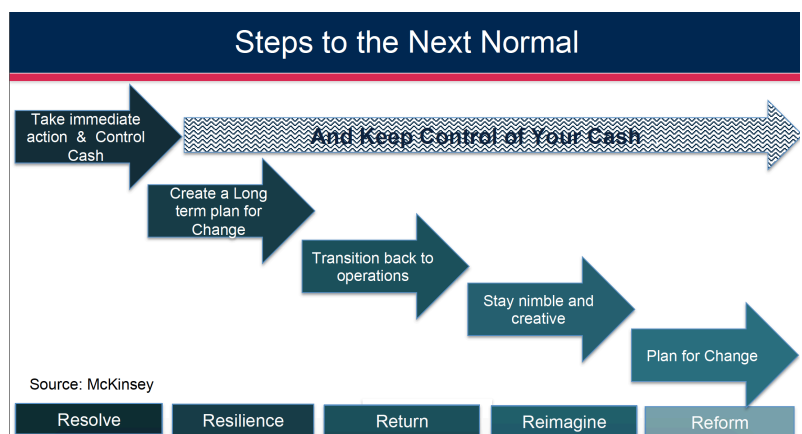 Steps to the Next Normal
Take immediate
action & Control
Cash
And Keep Control of Your Cash
Create a Long
term plan for
Change
Transition back to
operations
Stay nimble and
creative
Plan for Change
Source: McKinsey
Resolve
Resilience
Return
Reimagine
Reform